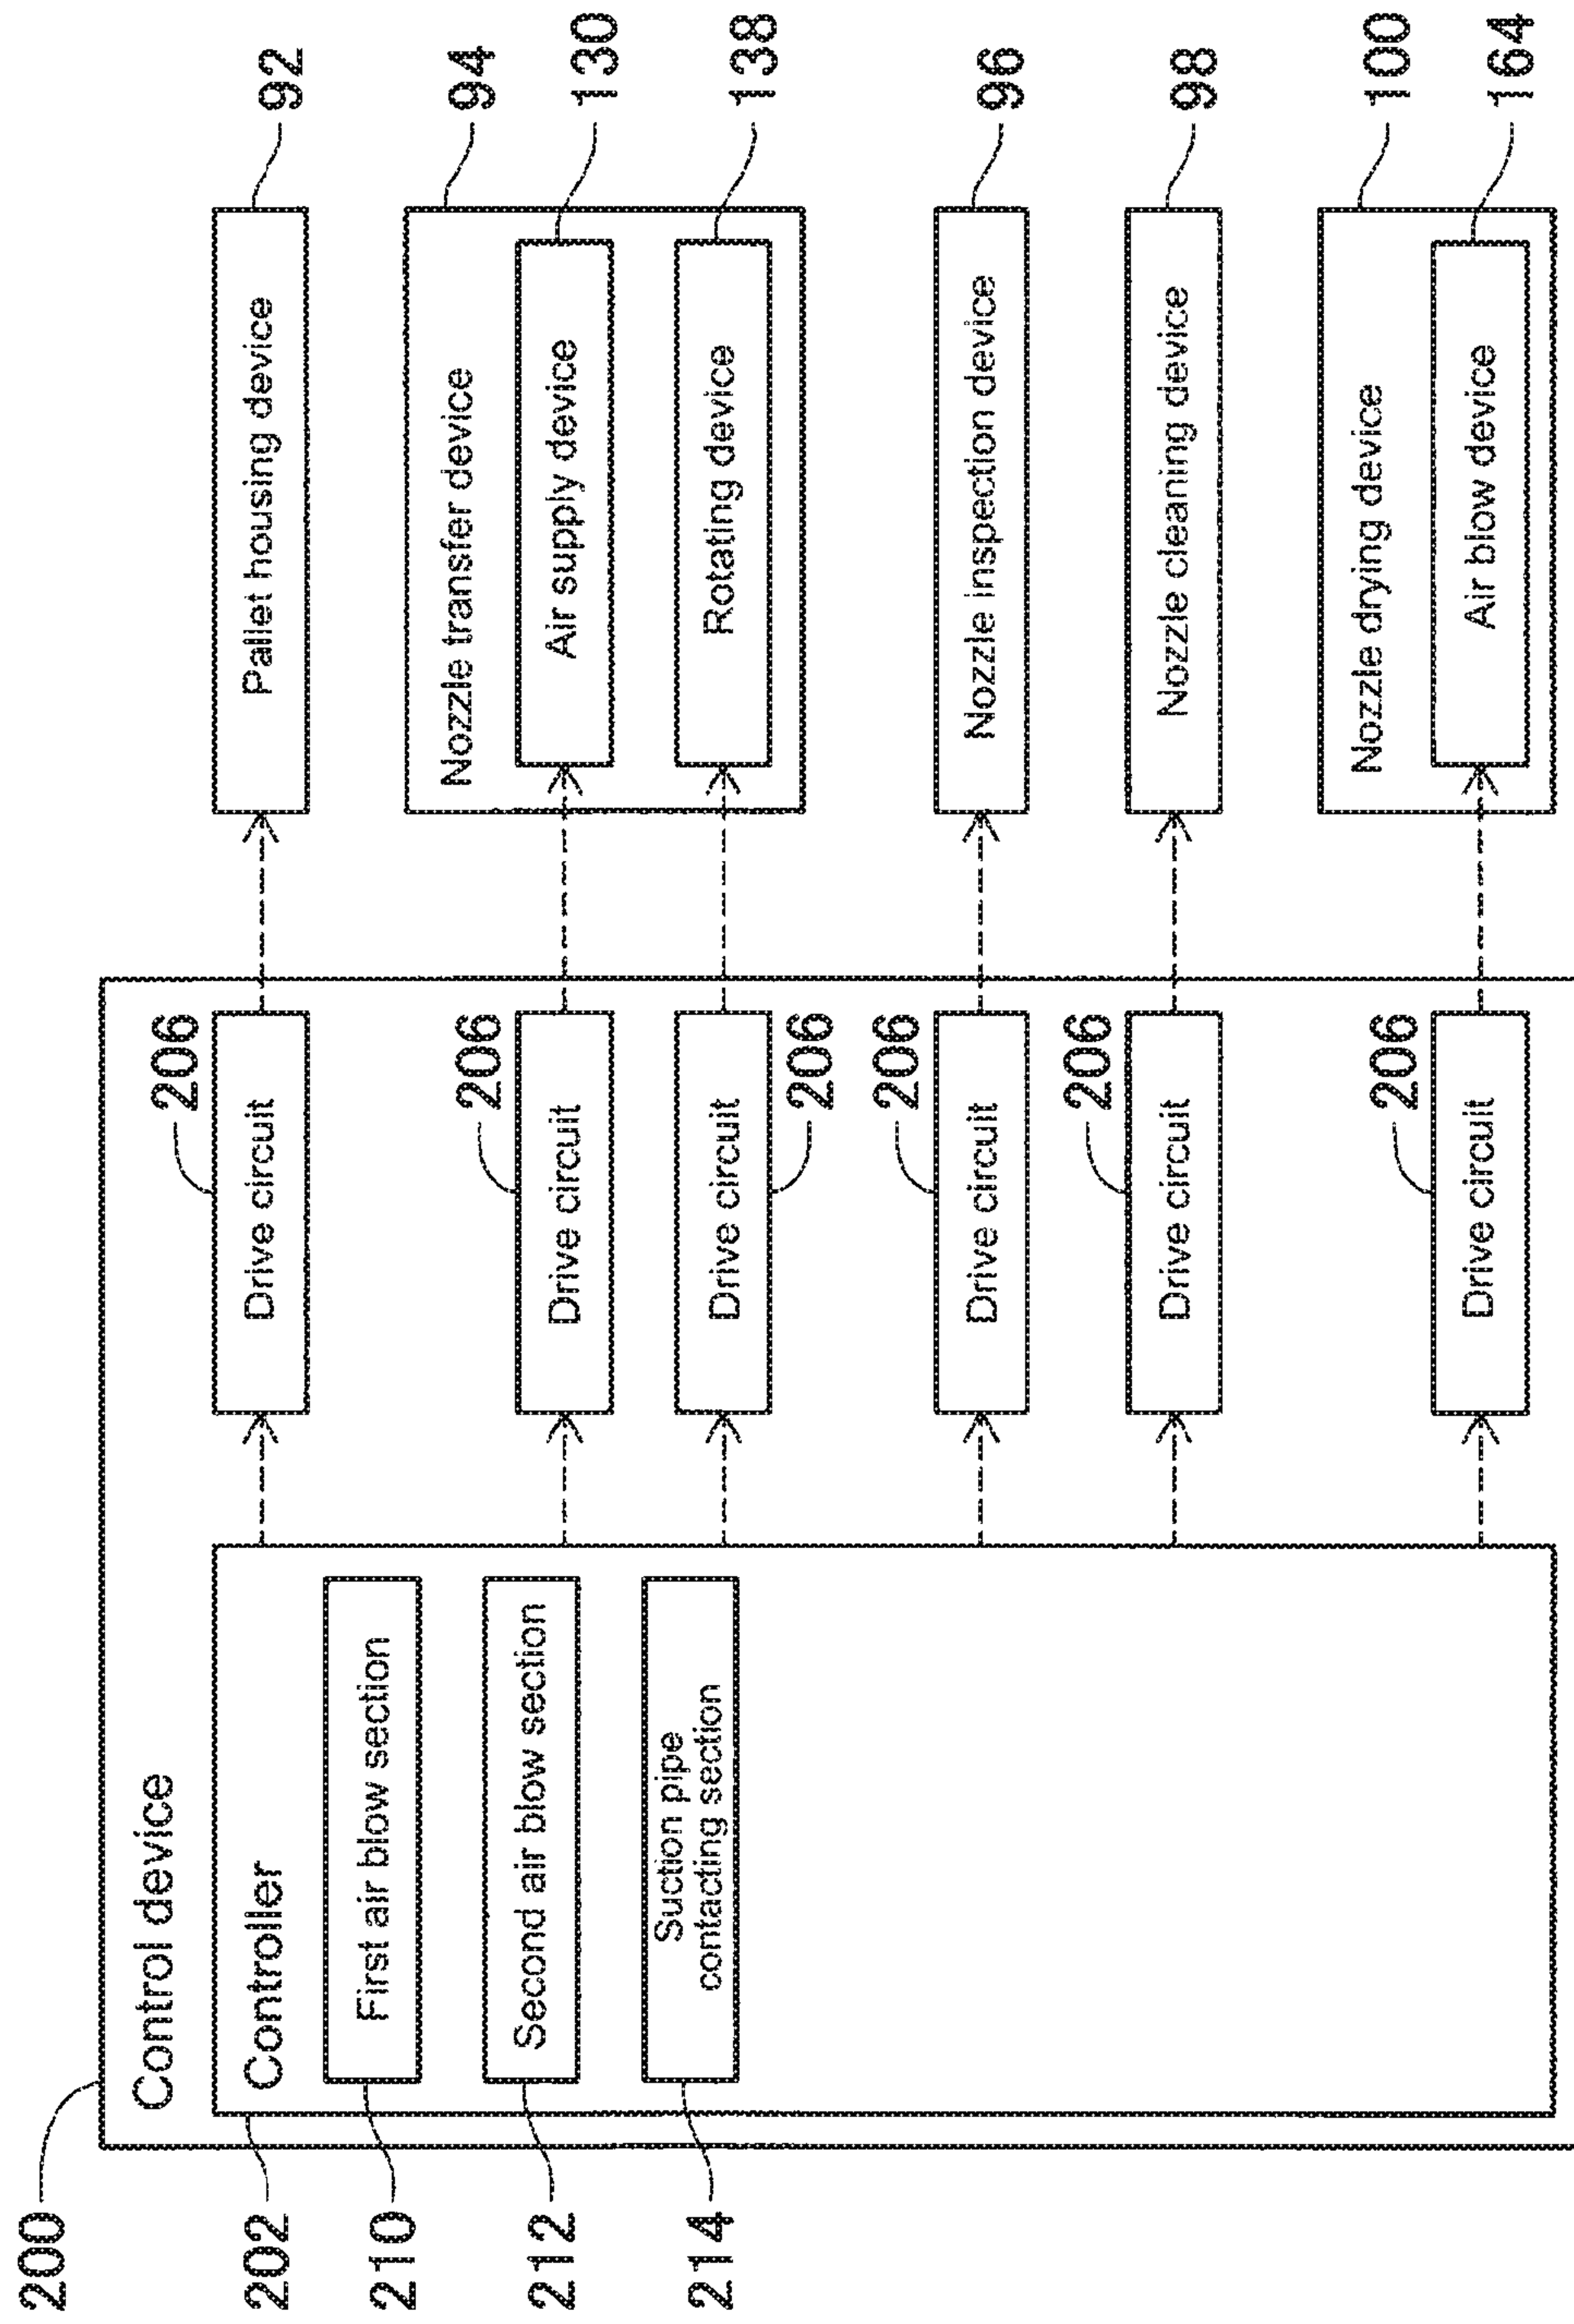 200
Control device
202
Controller
210
First air blow section
212
Second air blow section
214
Suction pipe
contacting section
206
Drive circuit
206
Drive circuit
Drive circuit
206
206
Drive circuit
206
Drive circuit
206
Drive circuit
Pallet housing device
92
Nozzle transfer device
94
Air supply device
130
Rotating device
138
Nozzle inspection device
96
Nozzle cleaning device
98
Nozzle drying device
100
Air blow device
164